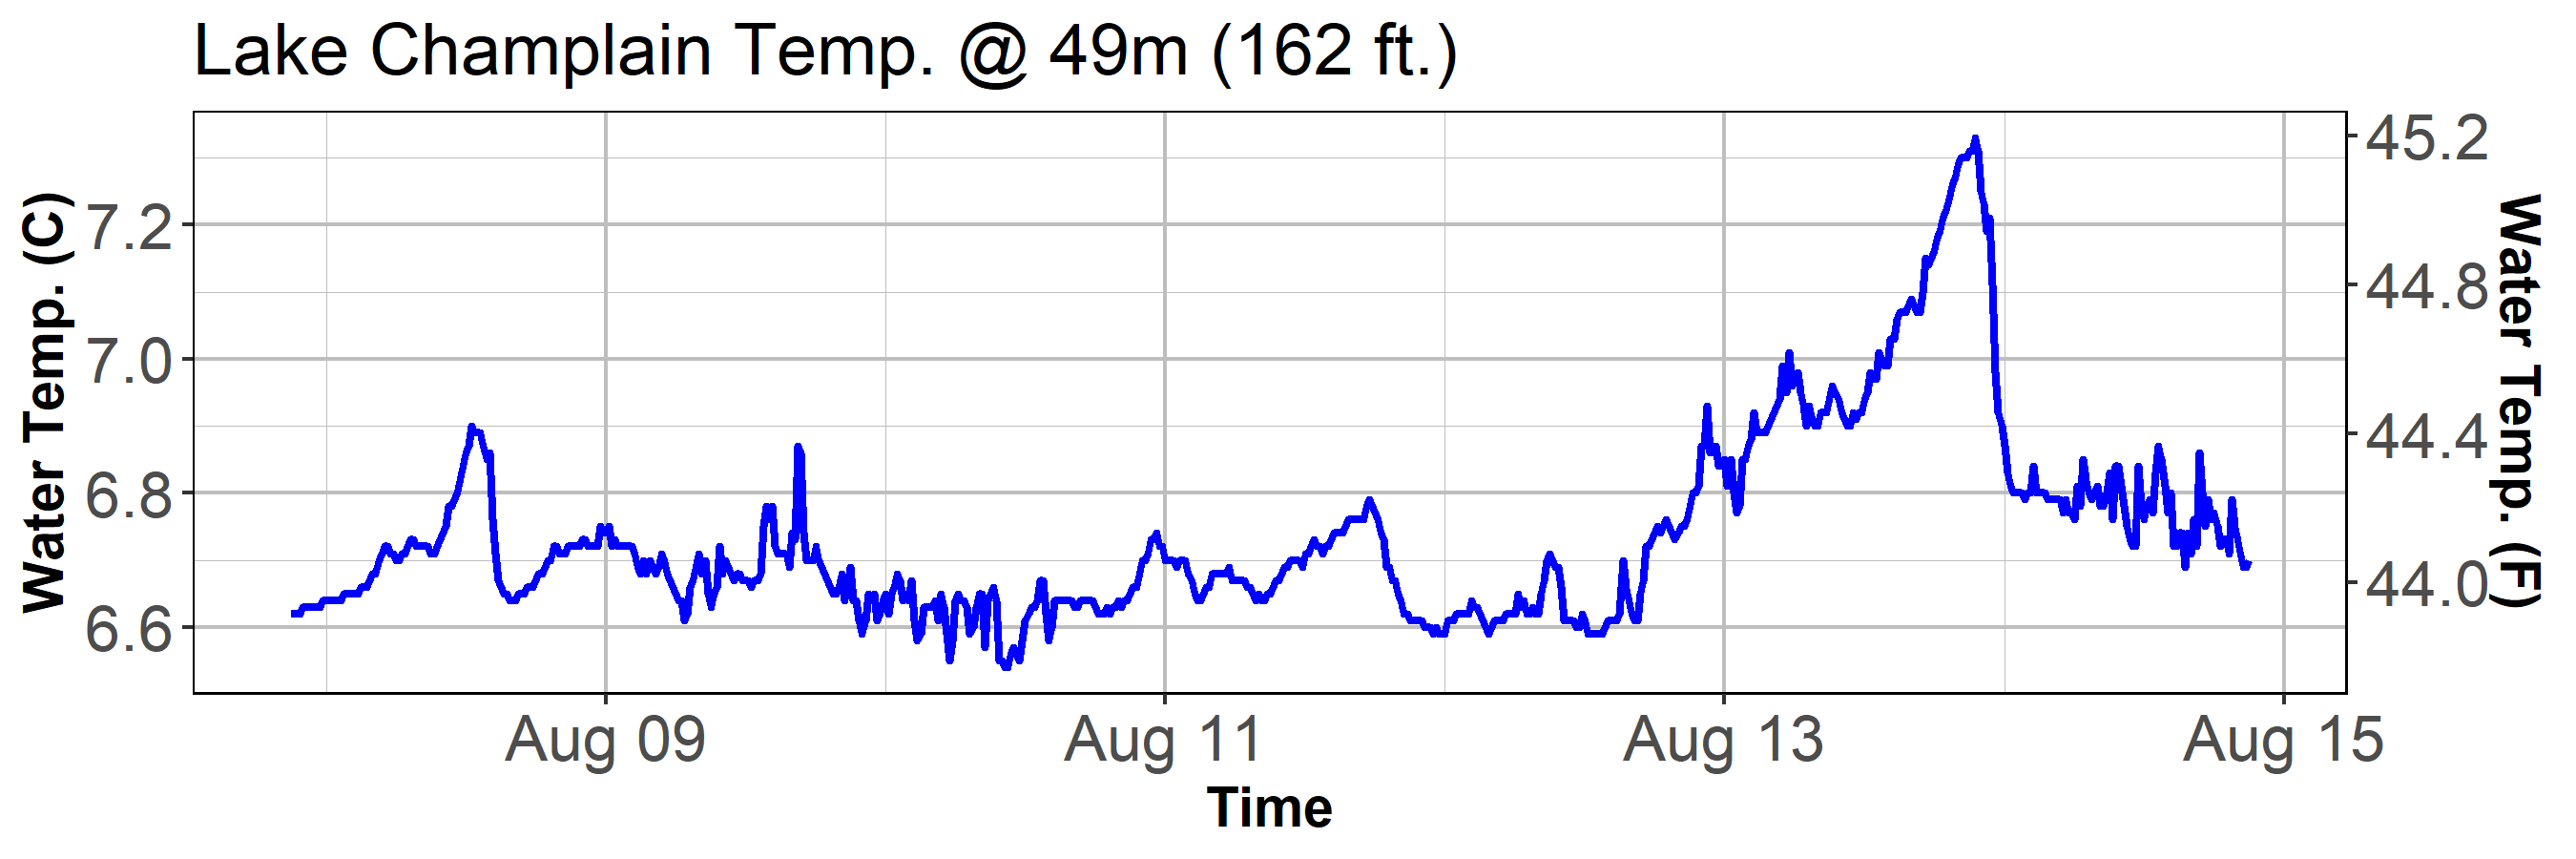 Lake Champlain Temp. @ 49m (162 ft.)
Water Temp. (C)
7.2
7.0
6.8
6.6
45.2
44.8
44.4
44.0
Water Temp. (F)
Aug 09 Aug 11 Aug 13 Aug 15
Time